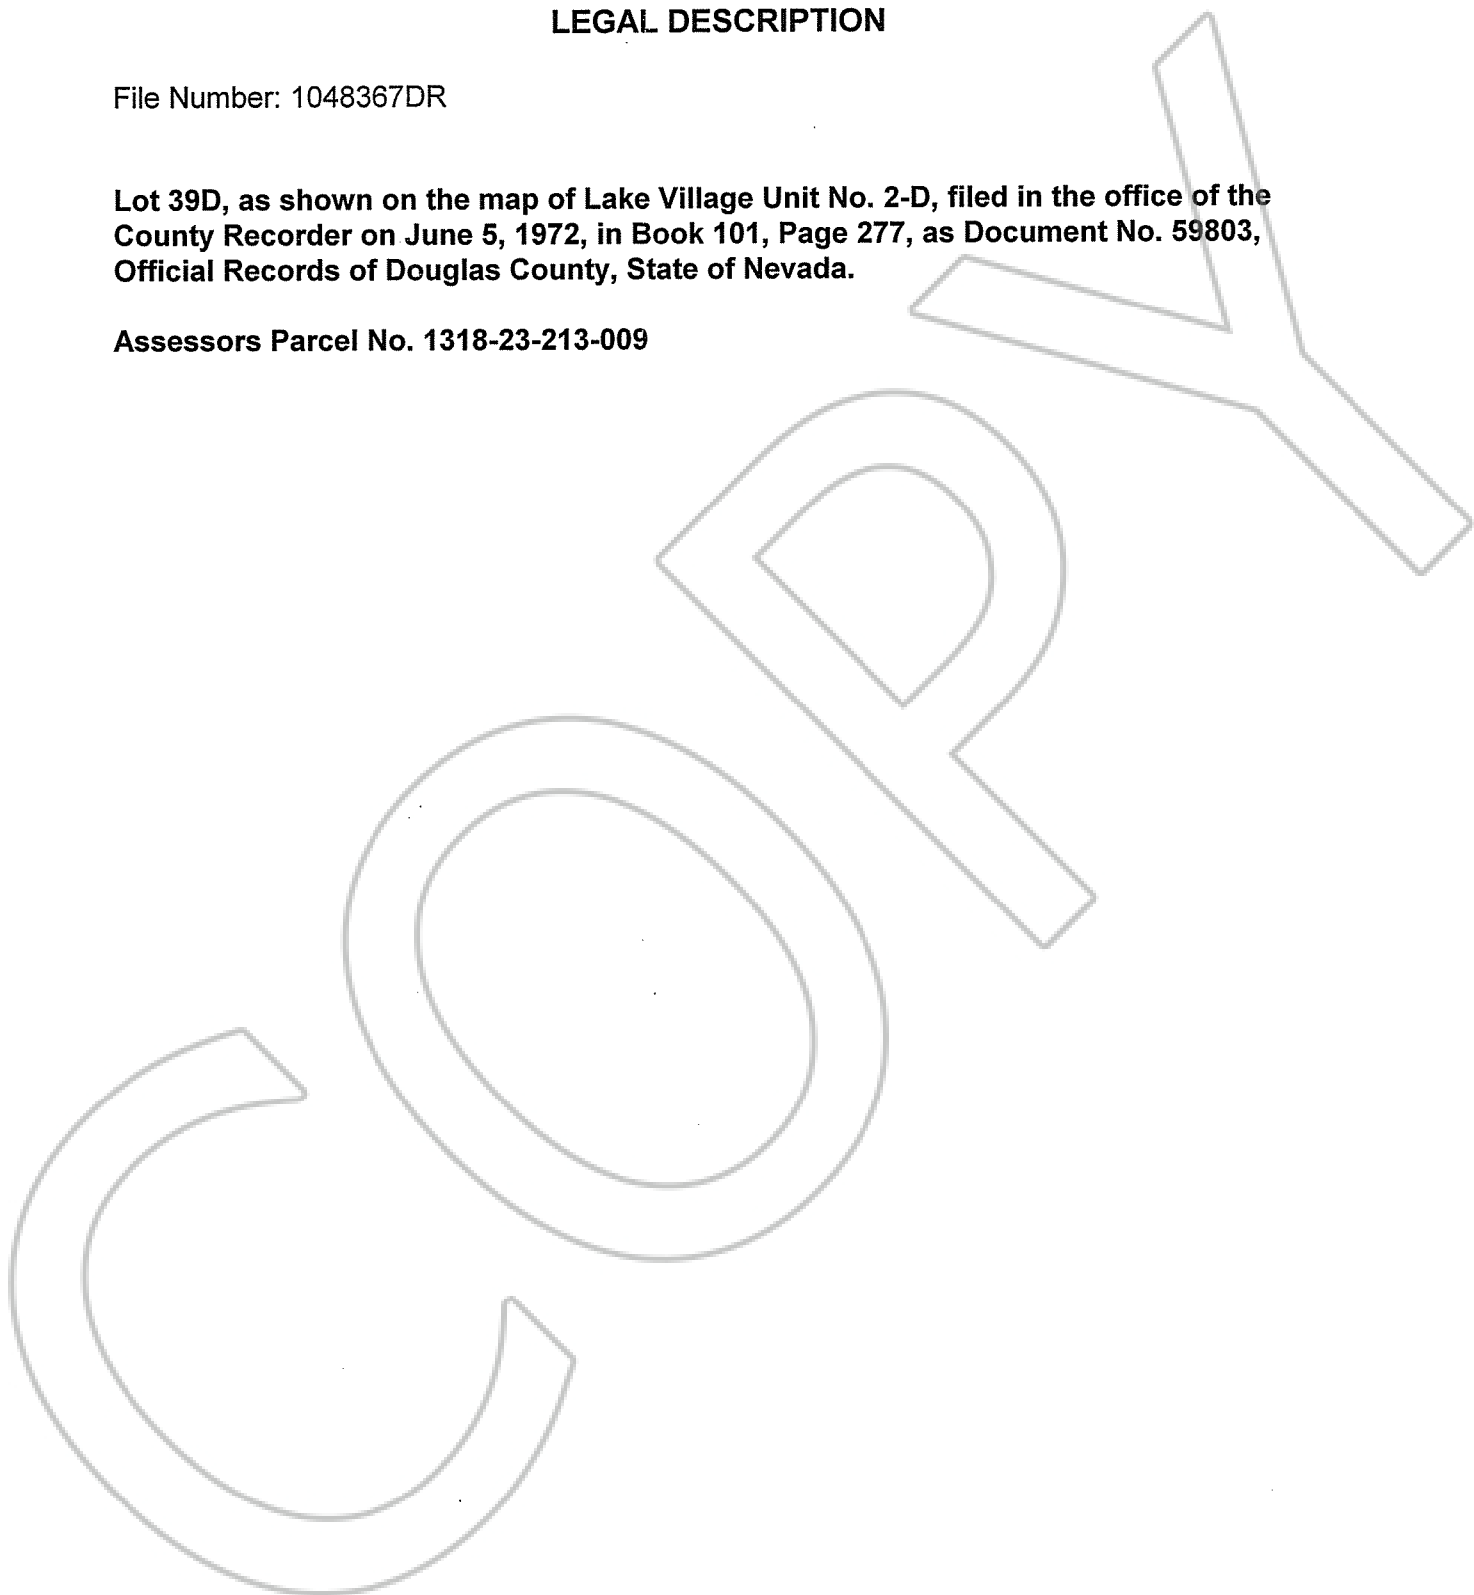 LEGAL DESCRIPTION
File Number: 1048367DR
Lot 39D, as shown on the map of Lake Village Unit No. 2-D, filed in the office of the
County Recorder on June 5, 1972, in Book 101, Page 277, as Document No. 59803,
Official Records of Douglas County, State of Nevada.
Assessors Parcel No. 1318-23-213-009
COPY